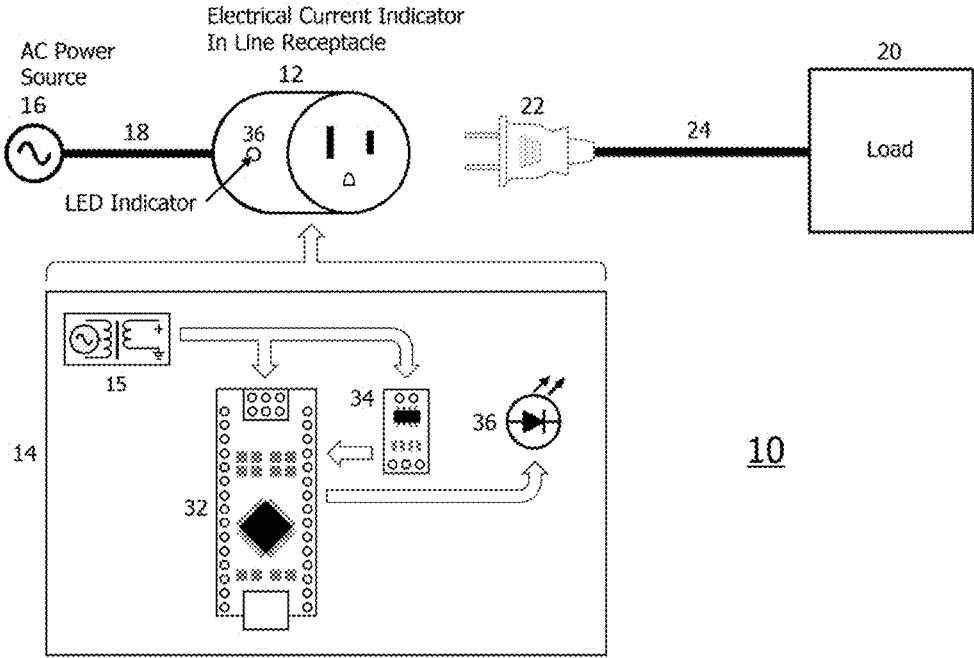 Electrical Current Indicator
In Line Receptacle
12
AC Power
Source
16
18
36
LED Indicator
22
24
20
Load
15
14
32
34
36
10